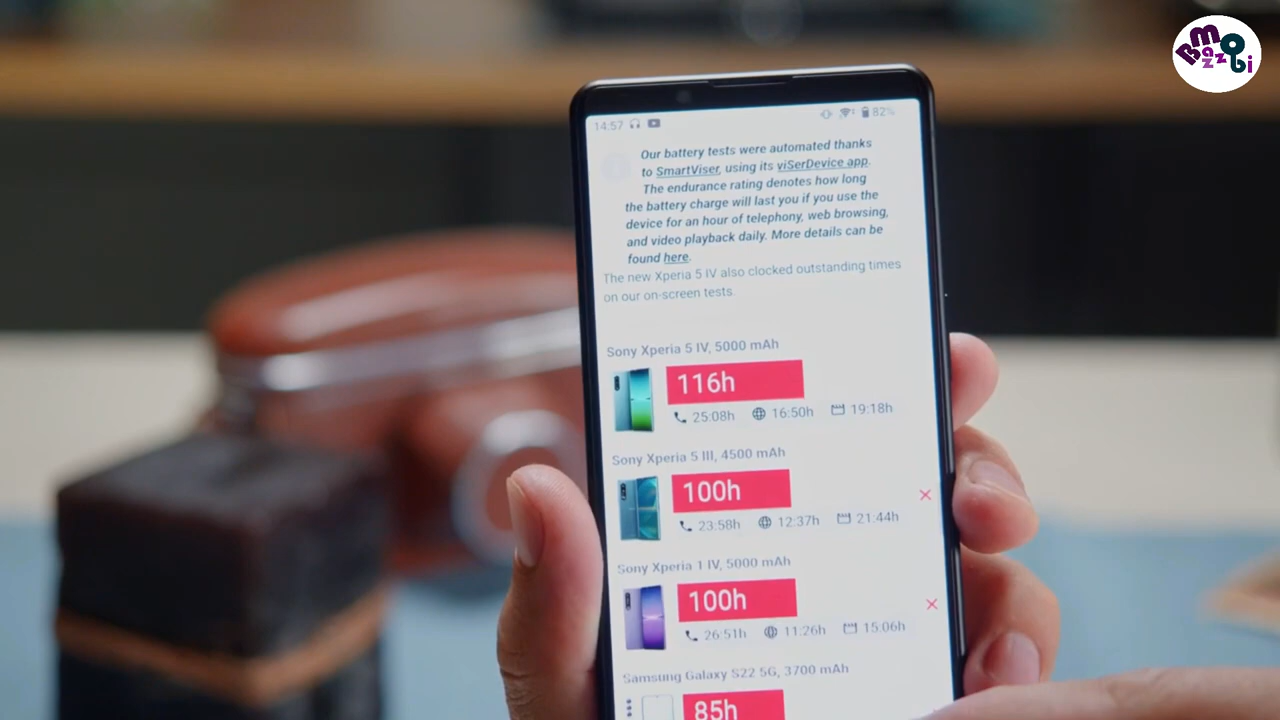 Bazz mobi
14:57
82%
Our battery tests were automated thanks
to SmartViser, using its viSerDevice app.
The endurance rating denotes how long
the battery charge will last you if you use the
device for an hour of telephony, web browsing,
and video playback daily. More details can be
found here.
The new Xperia 5 IV also clocked outstanding times
on our on-screen tests.
Sony Xperia 5 IV, 5000 mAh
116h
25:08h 16:50h 19:18h
Sony Xperia 5 III, 4500 mAh
100h
23:58h 12:37h 21:44h
Sony Xperia 1 IV, 5000 mAh
100h
26:51h 11:26h 15:06h
Samsung Galaxy S22 5G, 3700 mAh
85h